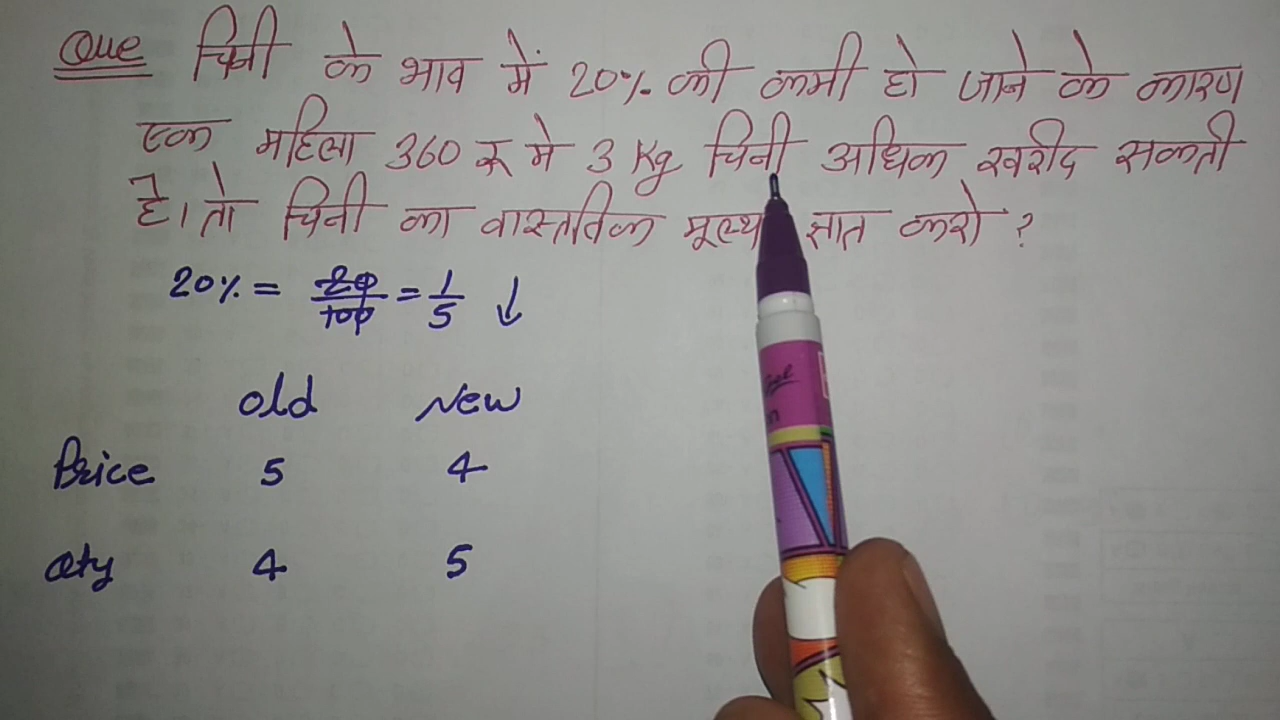 Que चिनी के भाव में 20% की कमी हो जाने के कारण
एक महिला 360 रू मे 3 Kg चिनी अधिक खरीद सकती
है। तो चिनी का वास्ततिक मूल्य ज्ञात करो ?
20% = 20/100 = 1/5 ↓
old New
Price 5 4
Qty 4 5